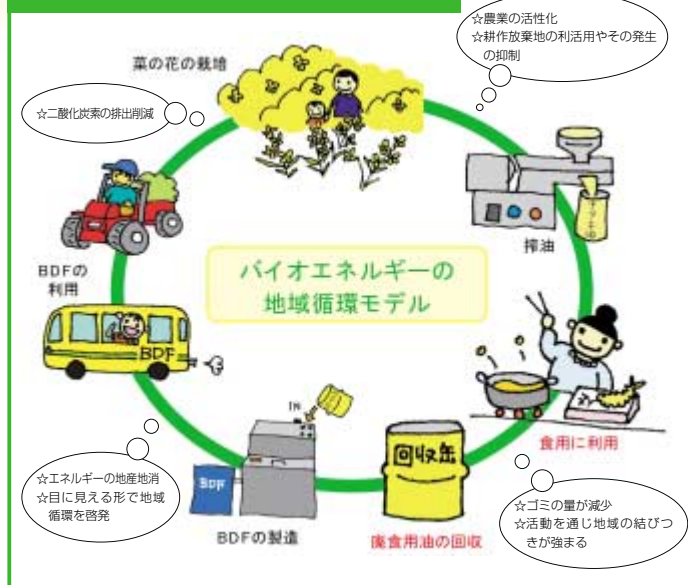 ☆農業の活性化
☆耕作放棄地の利活用やその発生
の抑制
菜の花の栽培
☆二酸化炭素の排出削減
搾油
BDFの
利用
バイオエネルギーの
地域循環モデル
BDF
食用に利用
IN
回収缶
BDF
☆エネルギーの地産地消
☆目に見える形で地域
循環を啓発
BDFの製造
廃食用油の回収
☆ゴミの量が減少
☆活動を通じ地域の結びつ
きが強まる